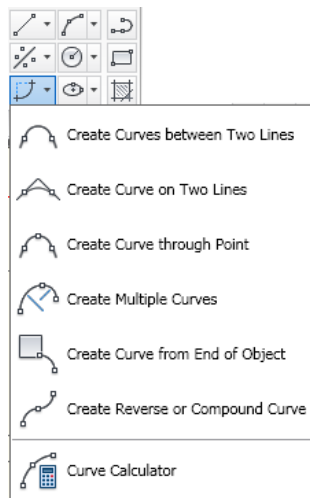 Create Curves between Two Lines
Create Curve on Two Lines
Create Curve through Point
Create Multiple Curves
Create Curve from End of Object
Create Reverse or Compound Curve
Curve Calculator